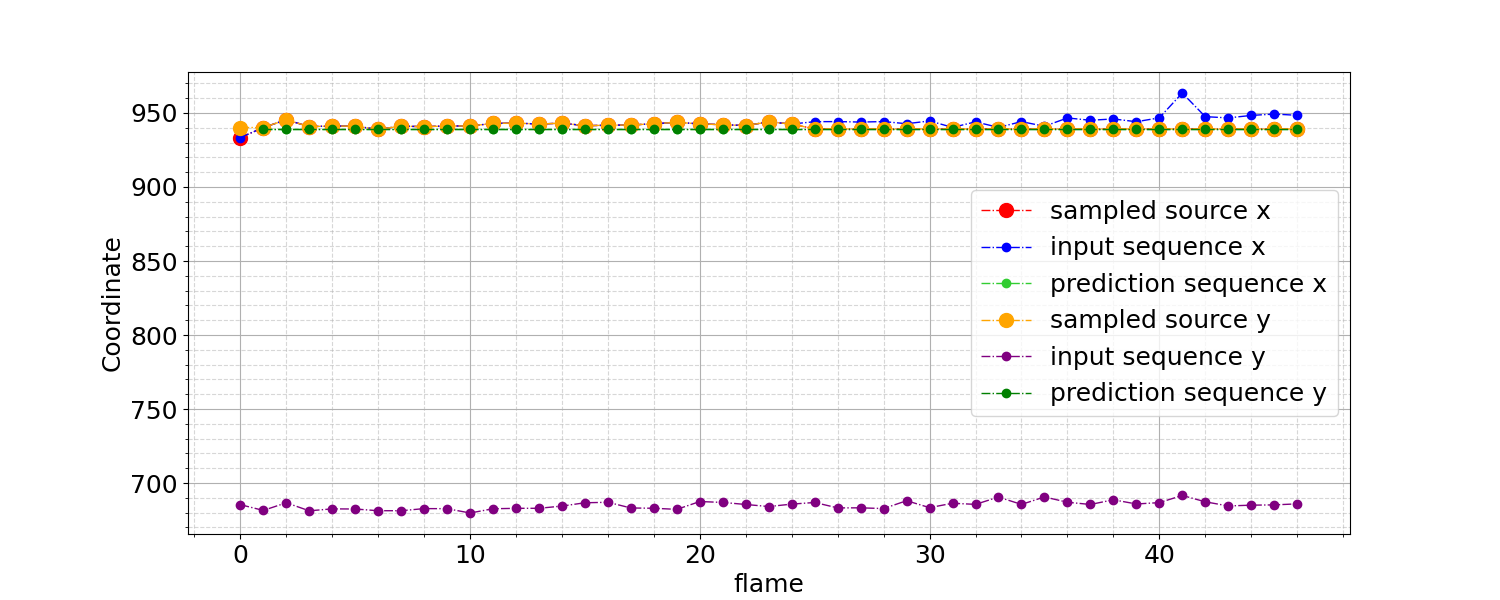 950
900
850
800
750
700
Coordinate
sampled source x
input sequence x
prediction sequence x
sampled source y
input sequence y
prediction sequence y
0 10 20 30 40
flame